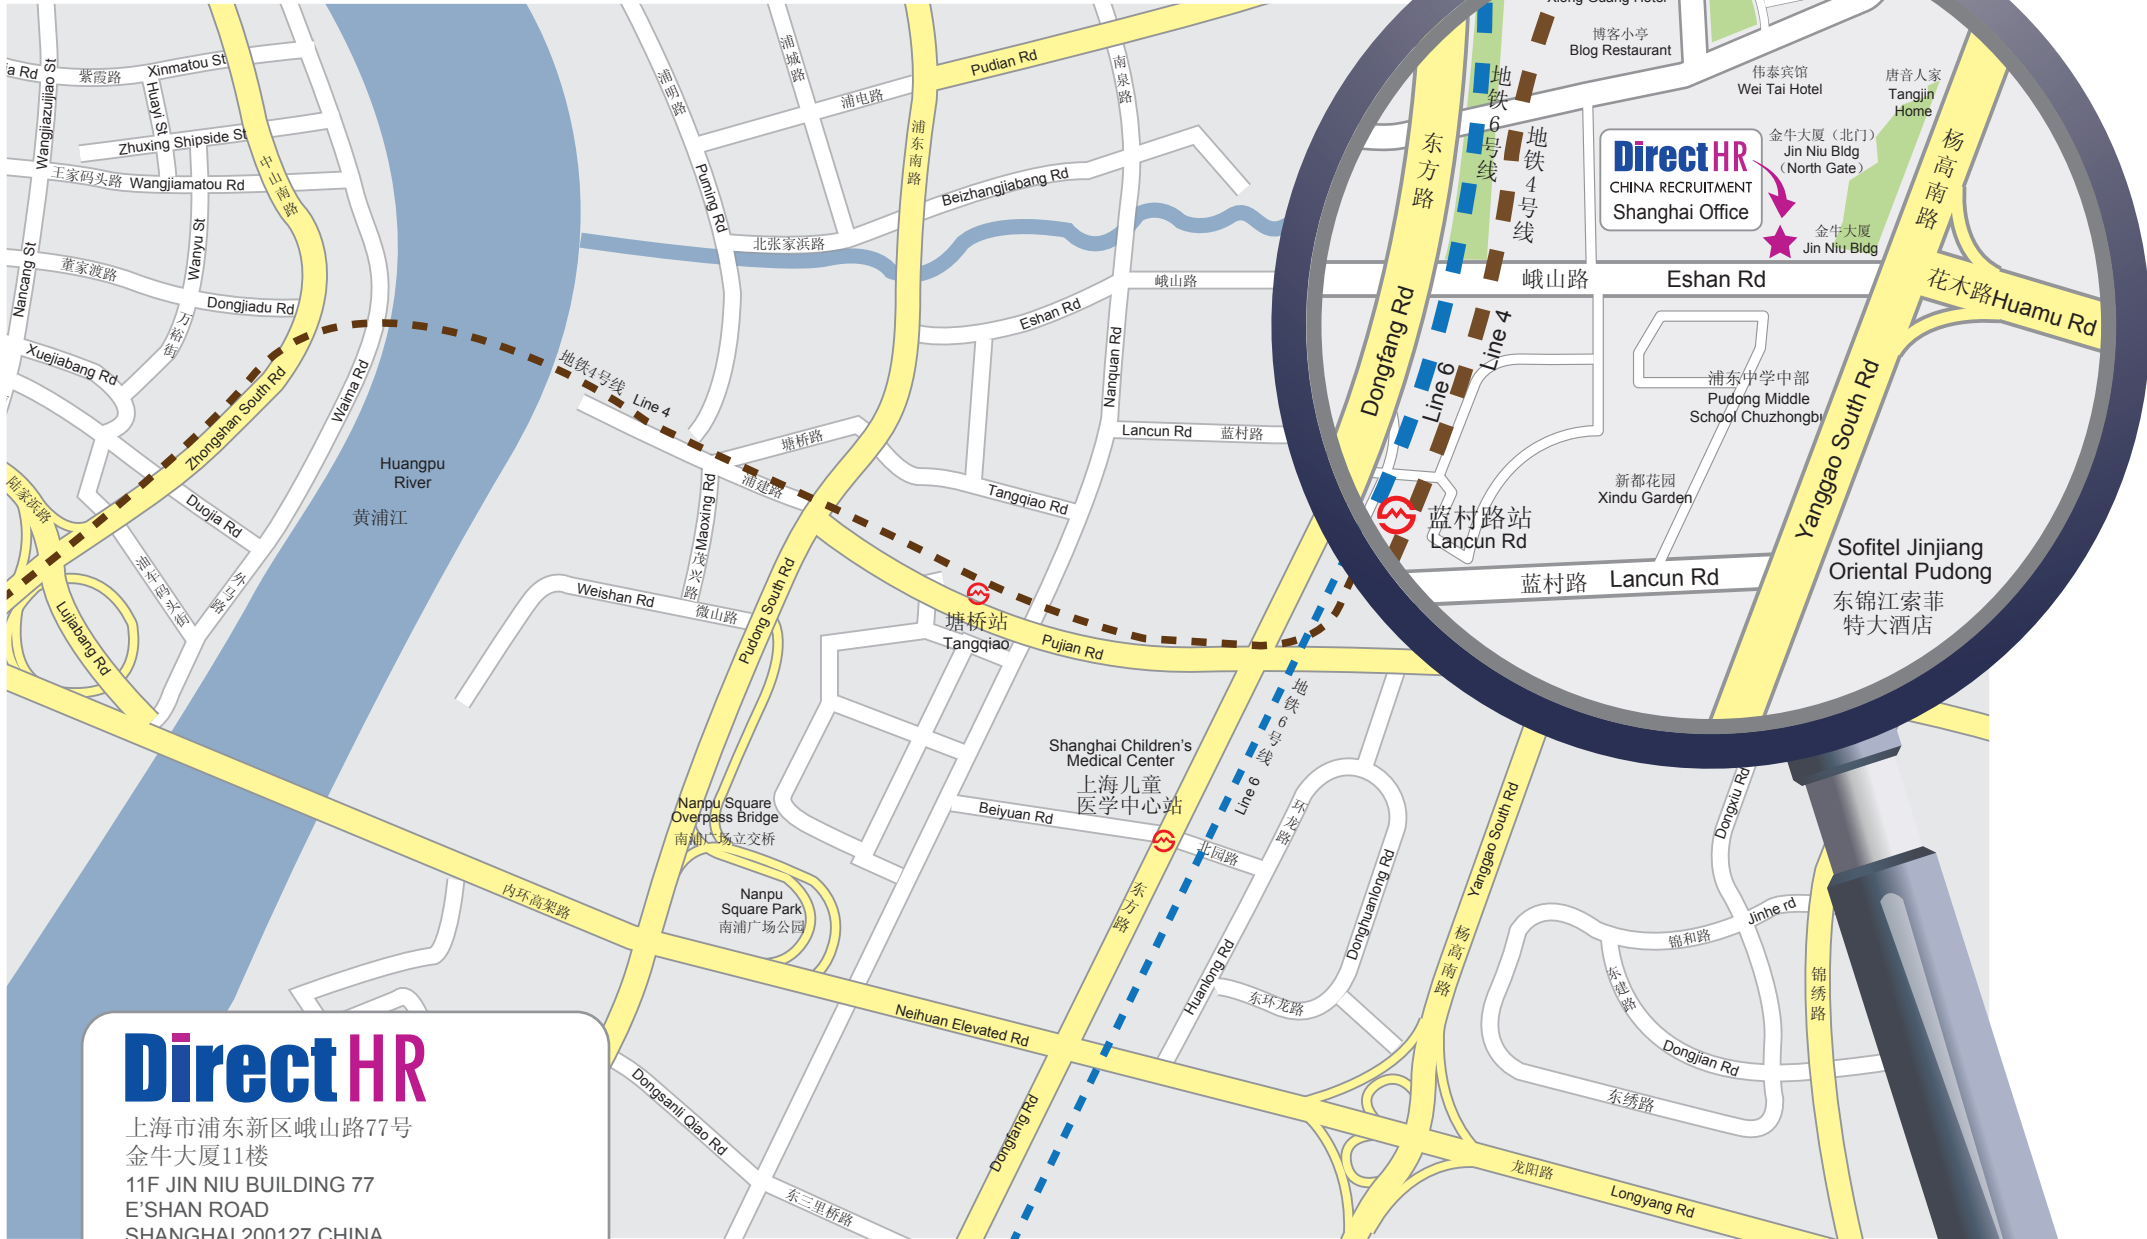 紫霞路
Xinmatou St
Wangjiazuijiao St
Huayi St
Zhuxing Shipside St
王家码头路 Wangjiamatou Rd
中山南路
Wanyu St
Nancang St
董家渡路
Dongjiadu Rd
万裕街
Xuejiabang Rd
Zhongshan South Rd
Waima Rd
陆家浜路
Duojia Rd
外马路
Lujiabang Rd
Huangpu
River
黄浦江
地铁4号线 Line 4
浦明路
浦城路
Puming Rd
浦电路
Pudian Rd
南泉路
浦东南路
Beizhangjiabang Rd
北张家浜路
峨山路
Eshan Rd
Nanquan Rd
Lancun Rd 蓝村路
塘桥路
浦建路
Maoxing Rd
茂兴路
Tangqiao Rd
Weishan Rd
微山路
Pudong South Rd
塘桥站
Tangqiao
Pujian Rd
地铁6号线
Line 6
Shanghai Children's
Medical Center
上海儿童
医学中心站
Beiyuan Rd
北园路
环龙路
Nanpu Square
Overpass Bridge
南浦广场立交桥
Nanpu
Square Park
南浦广场公园
内环高架路
Neihuan Elevated Rd
东方路
Huanlong Rd
东环龙路
Donghuanlong Rd
Yanggao South Rd
杨高南路
Dongxiu Rd
Jinhe rd
锦和路
东建路
Dongjian Rd
东绣路
锦绣路
龙阳路
Longyang Rd
Dongfang Rd
Dongsanli Qiao Rd
东三里桥路
博客小亭
Blog Restaurant
伟泰宾馆
Wei Tai Hotel
唐音人家
Tangjin
Home
地铁6号线
地铁4号线
东方路
Direct HR
CHINA RECRUITMENT
Shanghai Office
金牛大厦（北门）
Jin Niu Bldg
（North Gate）
金牛大厦
Jin Niu Bldg
杨高南路
峨山路 Eshan Rd
花木路Huamu Rd
Dongfang Rd
Line 4
Line 6
浦东中学中部
Pudong Middle
新都花园
Xindu Garden
Yanggao South Rd
蓝村路站
Lancun Rd
蓝村路 Lancun Rd
Sofitel Jinjiang
Oriental Pudong
东锦江索菲
特大酒店
Direct HR
上海市浦东新区峨山路77号
金牛大厦11楼
11F JIN NIU BUILDING 77
E'SHAN ROAD
SHANGHAI 200127 CHINA